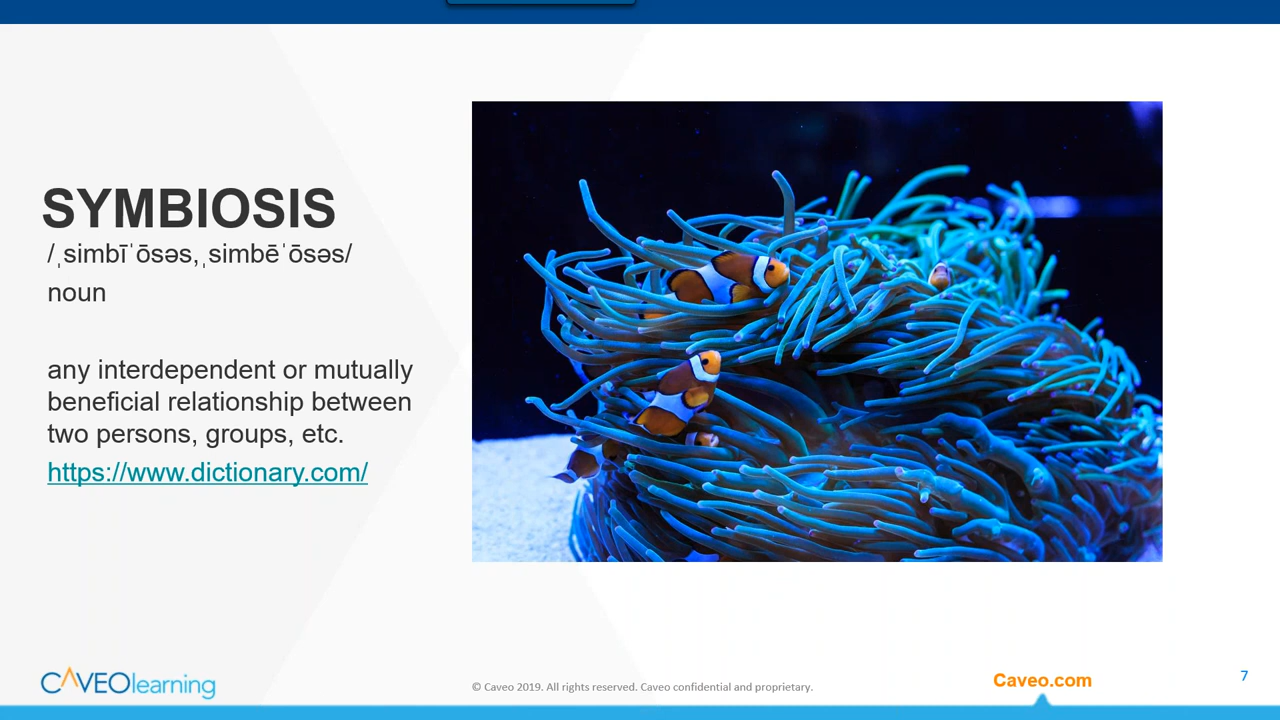 SYMBIOSIS
/ˌsimbīˈōsəs,ˌsimbēˈōsəs/
noun
any interdependent or mutually
beneficial relationship between
two persons, groups, etc.
https://www.dictionary.com/
CAVEOlearning
© Caveo 2019. All rights reserved. Caveo confidential and proprietary.
Caveo.com
7